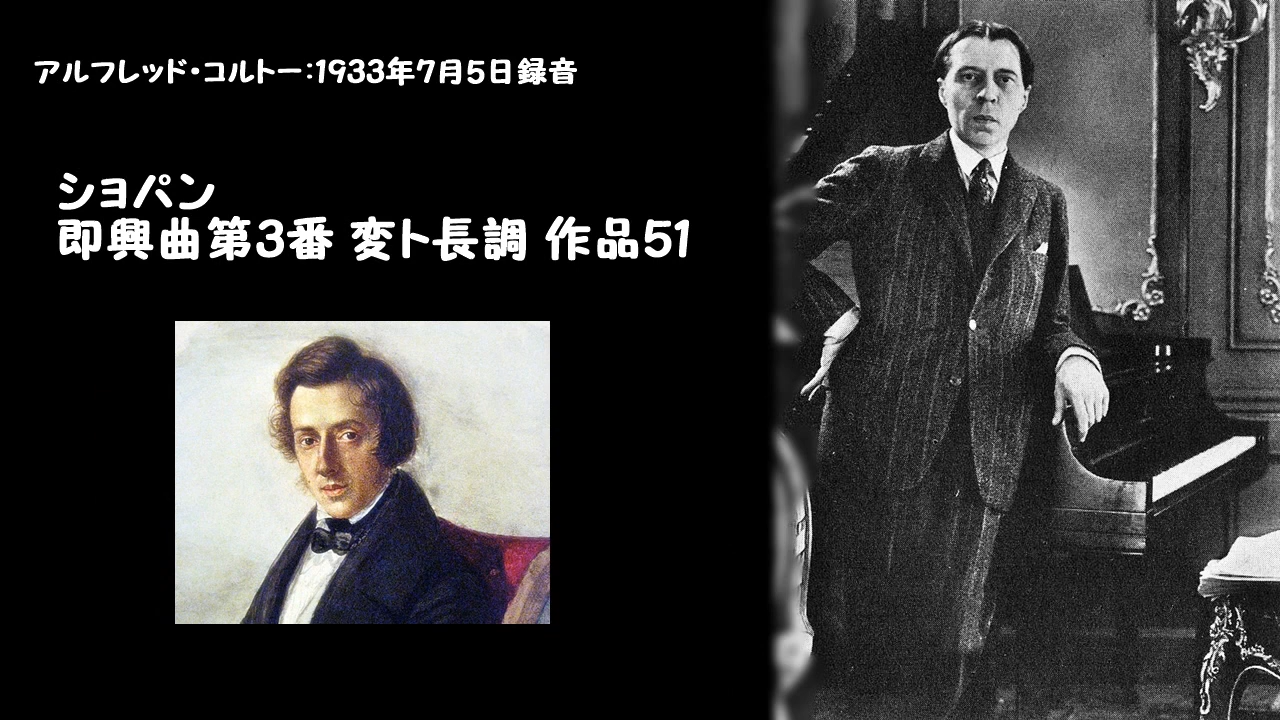 アルフレッド・コルトー:1933年7月5日録音
ショパン
即興曲第3番 変ト長調 作品51